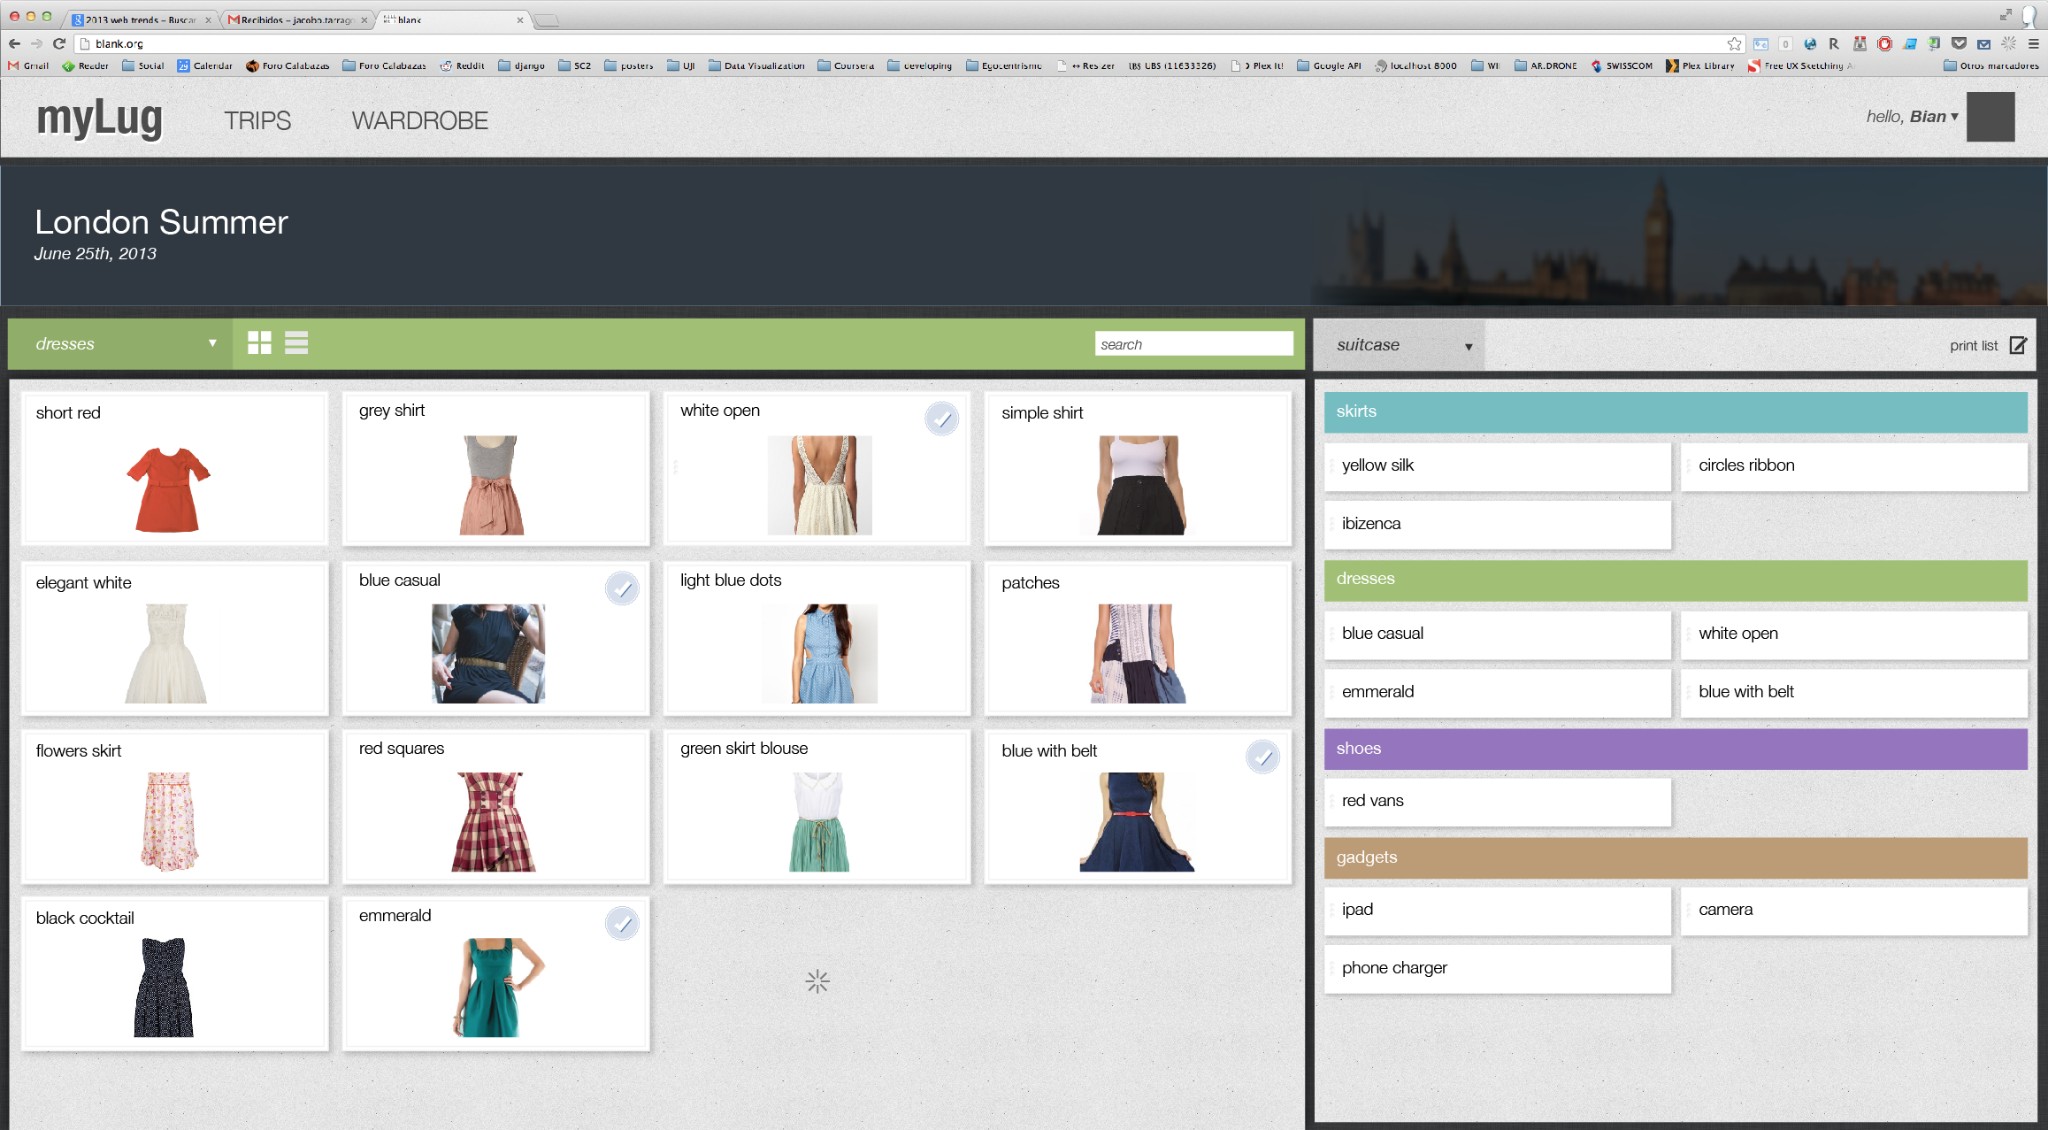 2013 web trends – Buscar
Recibidos – jacobo.tarrago
blank
blank.org
Gmail
Reader
Social
Calendar
Foro Calabazas
Foro Calabazas
Reddit
django
SC2
posters
UJI
Data Visualization
Coursera
developing
Egocentrismo
↔ Resizer
UBS (11633326)
Plex It!
Google API
localhost 8000
AR.DRONE
SWISSCOM
Plex Library
Free UX Sketching
Otros marcadores
myLug
TRIPS
WARDROBE
hello, Bian ▾
London Summer
June 25th, 2013
dresses
search
suitcase
print list
short red
grey shirt
white open
simple shirt
elegant white
blue casual
light blue dots
patches
flowers skirt
red squares
green skirt blouse
blue with belt
black cocktail
emmerald
skirts
yellow silk
circles ribbon
ibizenca
dresses
blue casual
white open
emmerald
blue with belt
shoes
red vans
gadgets
ipad
camera
phone charger